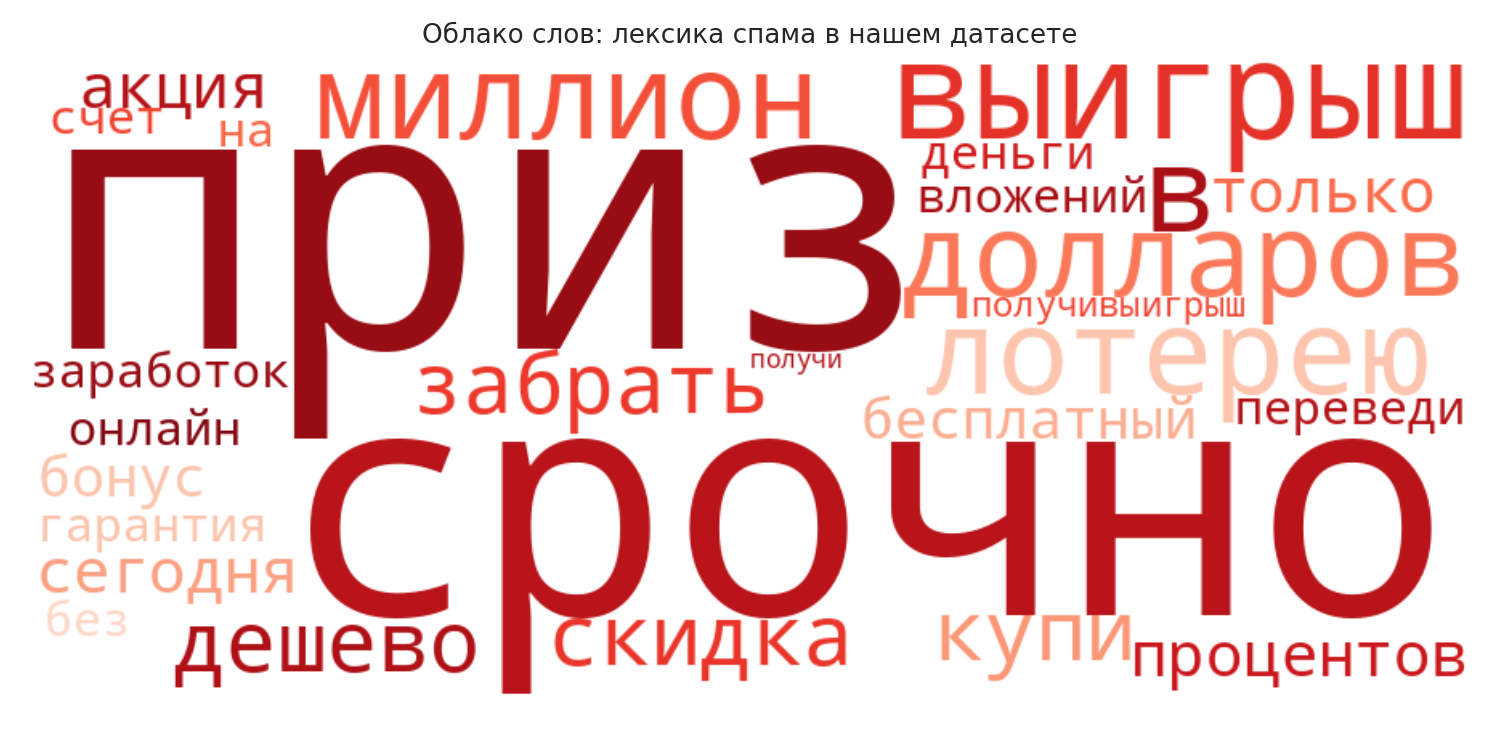 Облако слов: лексика спама в нашем датасете
акция
миллион
выигрыш
счет
на
деньги
приз
вложений
в
только
долларов
получивыигрыш
лотерею
заработок
забрать
получи
бесплатный
переведи
онлайн
срочно
бонус
гарантия
сегодня
без
дешево
скидка
купи
процентов